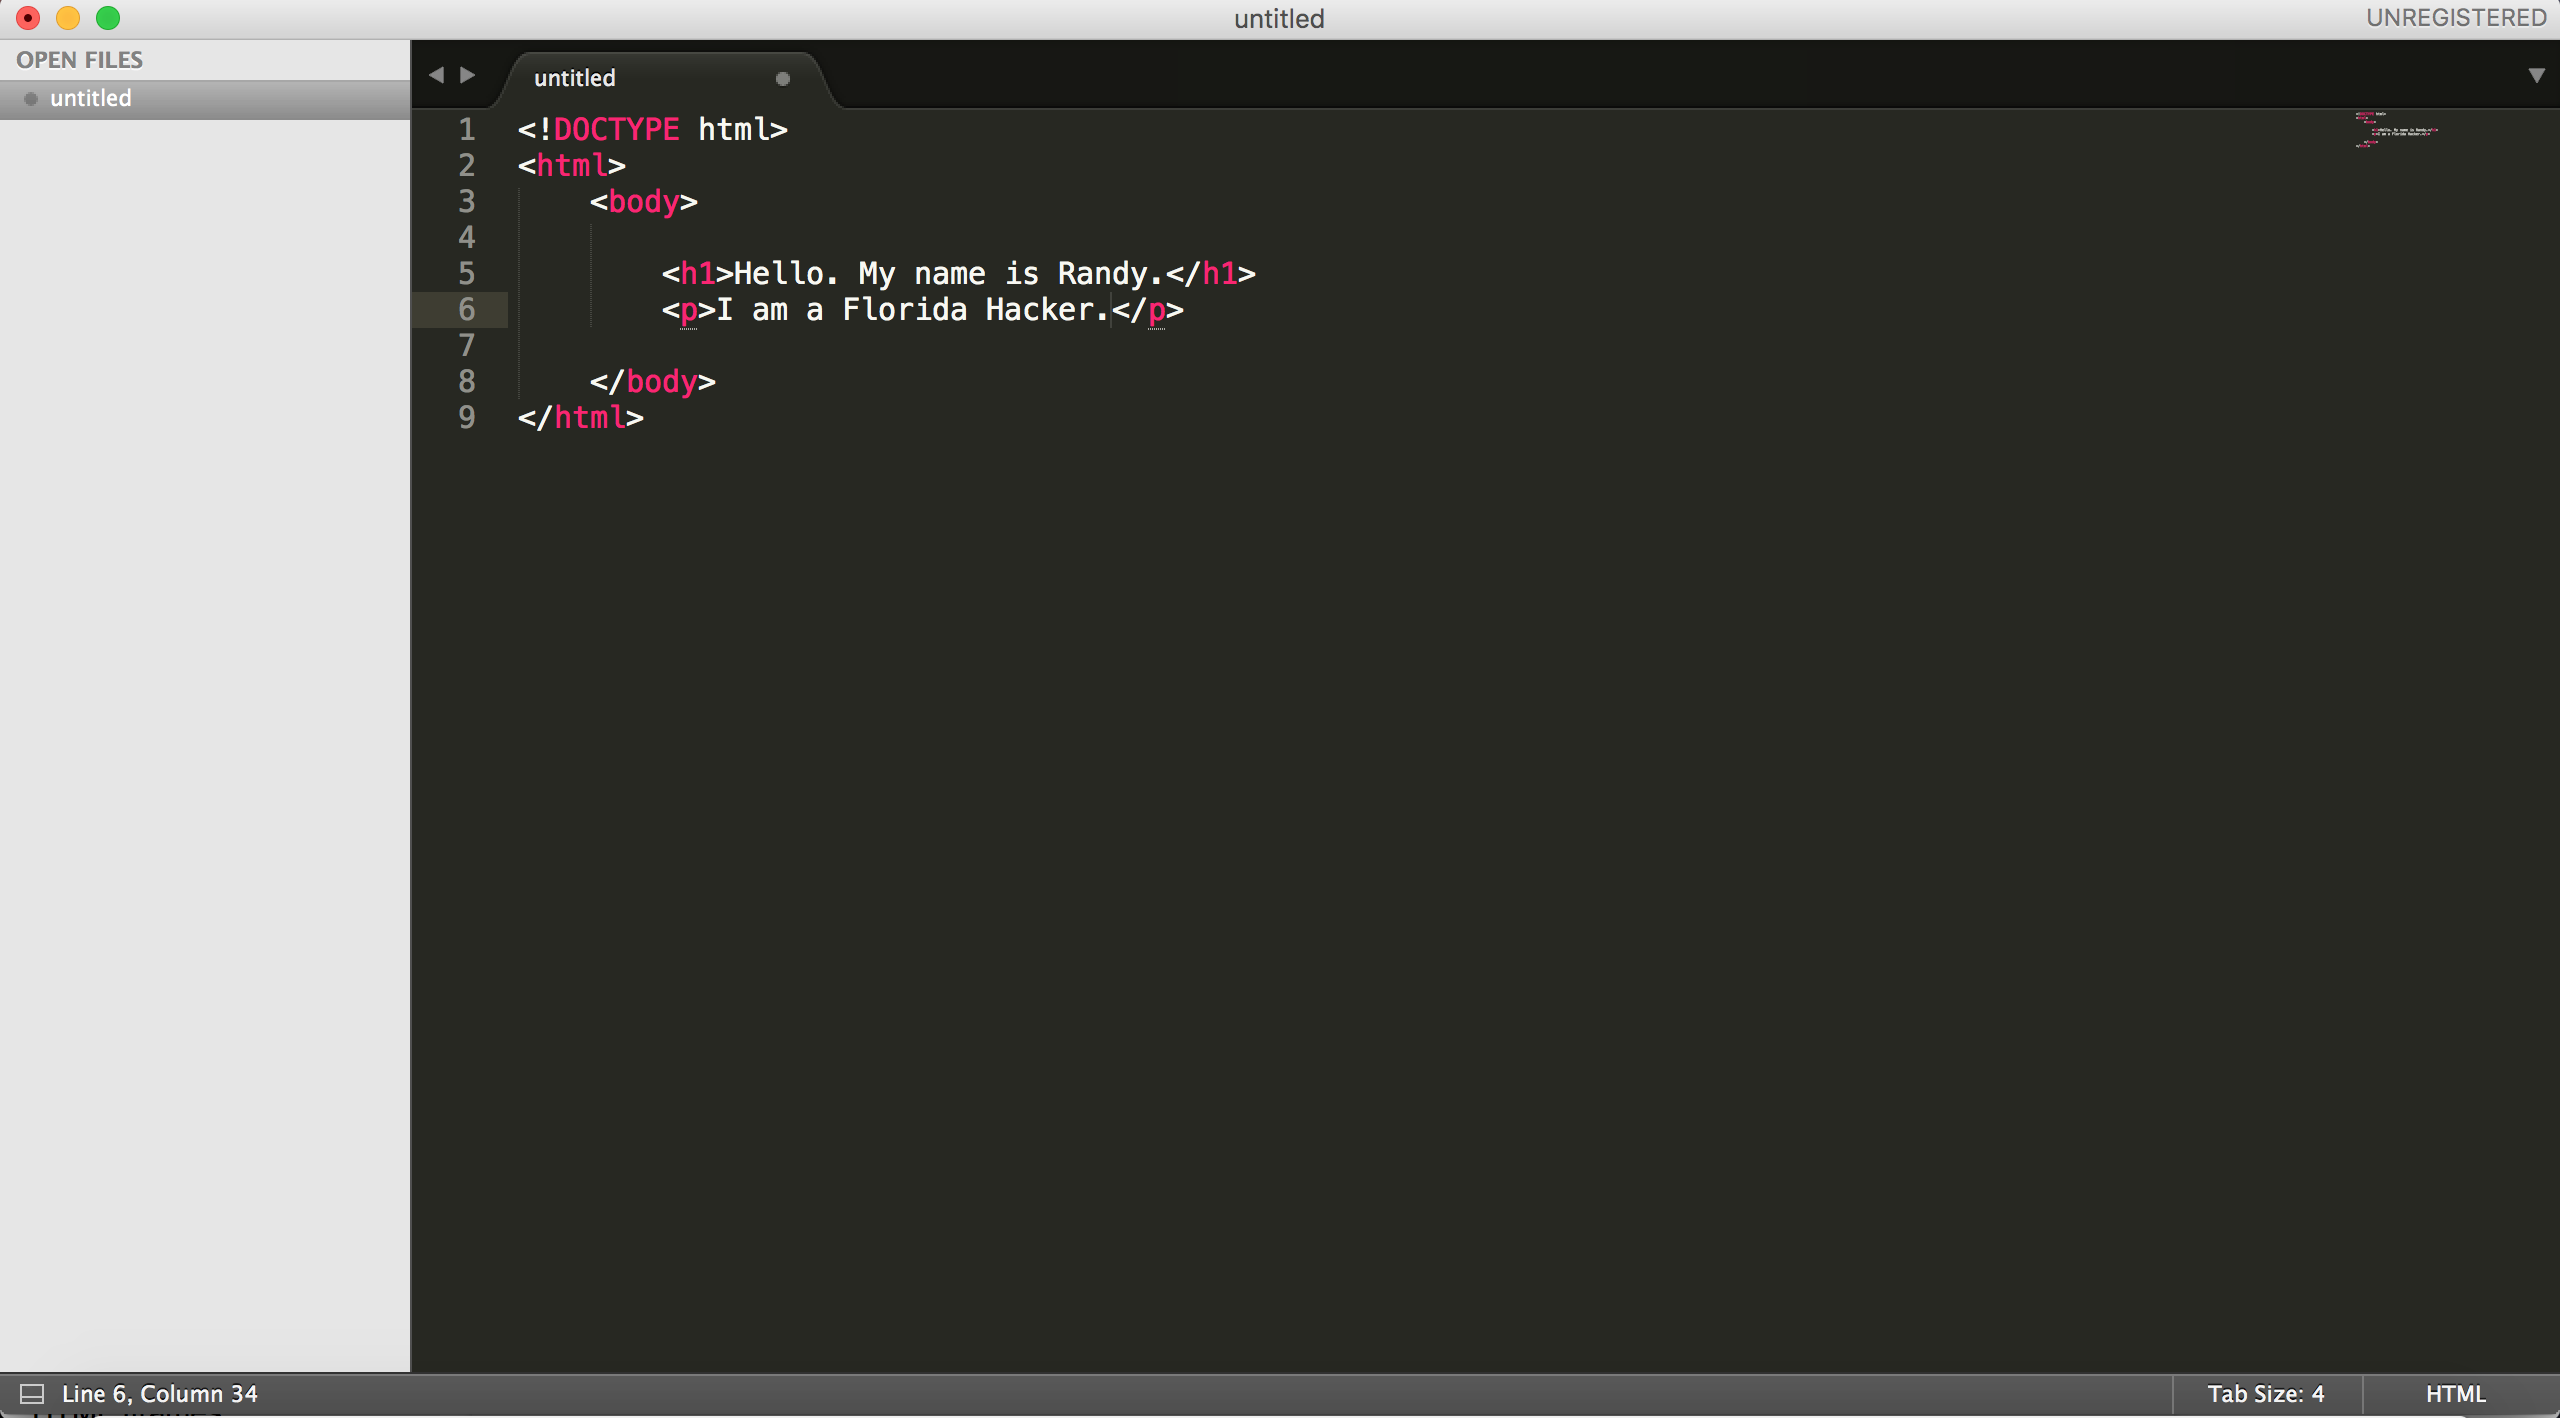 untitled
UNREGISTERED
OPEN FILES
untitled
untitled
1 <!DOCTYPE html>
2 <html>
3     <body>
4
5         <h1>Hello. My name is Randy.</h1>
6         <p>I am a Florida Hacker.</p>
7
8     </body>
9 </html>
Line 6, Column 34
Tab Size: 4
HTML